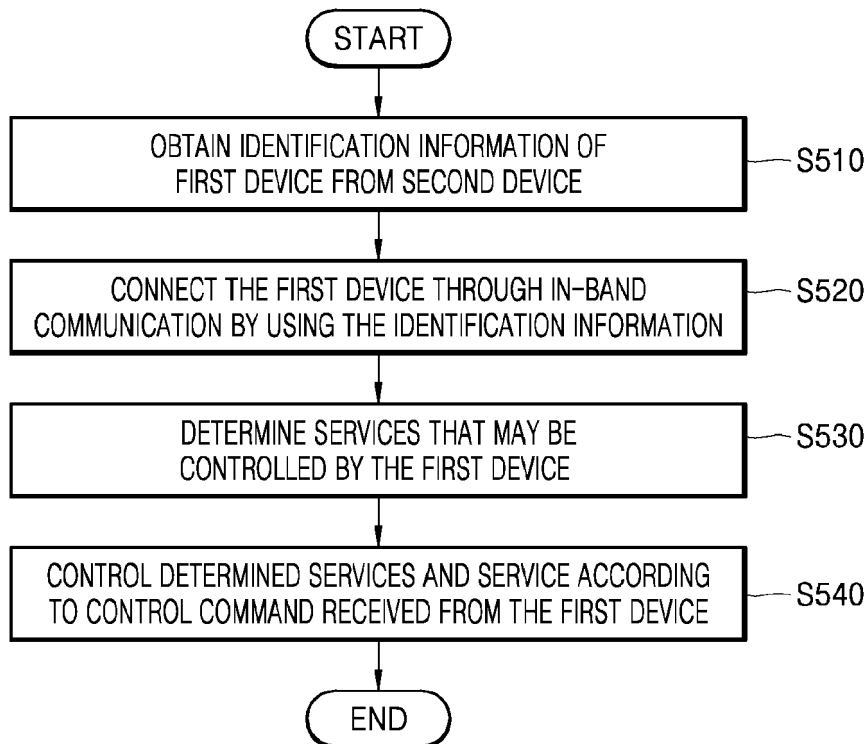 START
OBTAIN IDENTIFICATION INFORMATION OF
FIRST DEVICE FROM SECOND DEVICE
S510
CONNECT THE FIRST DEVICE THROUGH IN-BAND
COMMUNICATION BY USING THE IDENTIFICATION INFORMATION
S520
DETERMINE SERVICES THAT MAY BE
CONTROLLED BY THE FIRST DEVICE
S530
CONTROL DETERMINED SERVICES AND SERVICE ACCORDING
TO CONTROL COMMAND RECEIVED FROM THE FIRST DEVICE
S540
END